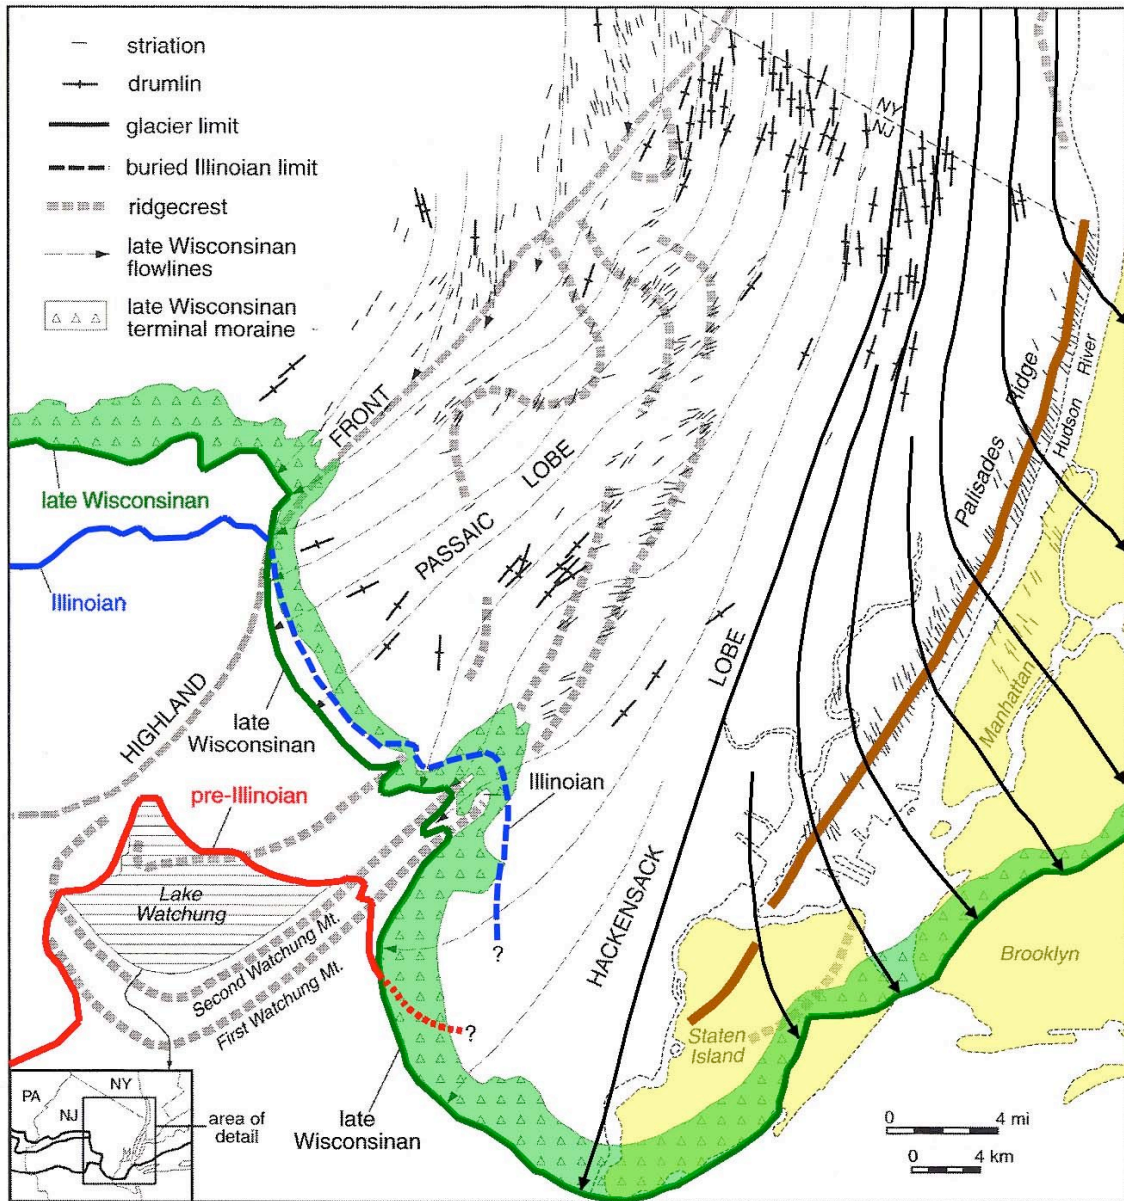 striation
drumlin
glacier limit
buried Illinoian limit
ridgecrest
late Wisconsinan
flowlines
late Wisconsinan
terminal moraine
NY
NJ
FRONT
LOBE
PASSAIC
Palisades Ridge
Hudson River
late Wisconsinan
Illinoian
HIGHLAND
late
Wisconsinan
Manhattan
LOBE
HACKENSACK
pre-Illinoian
Illinoian
Lake
Watchung
Second Watchung Mt.
First Watchung Mt.
?
?
Brooklyn
Staten
Island
late
Wisconsinan
PA
NY
NJ
area of
detail
0 4 mi
0 4 km